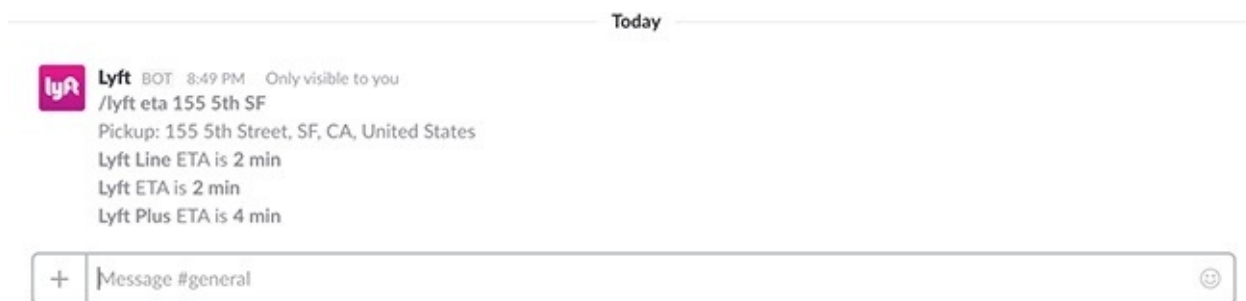 Today
lyft
Lyft BOT 8:49 PM Only visible to you
/lyft eta 155 5th SF
Pickup: 155 5th Street, SF, CA, United States
Lyft Line ETA is 2 min
Lyft ETA is 2 min
Lyft Plus ETA is 4 min
+ Message #general